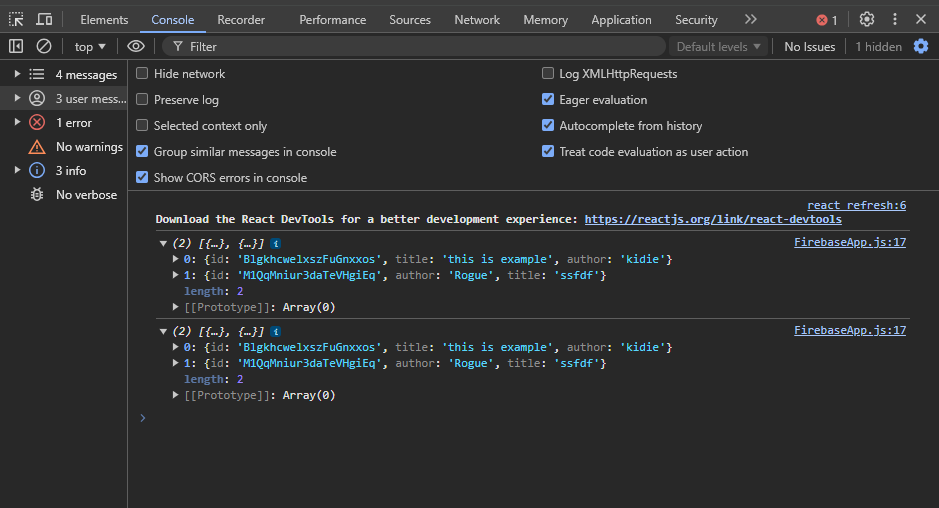 Elements Console Recorder Performance Sources Network Memory Application Security 1
top Filter Default levels No Issues 1 hidden
4 messages
3 user mess...
1 error
No warnings
3 info
No verbose
Hide network Log XMLHttpRequests
Preserve log Eager evaluation
Selected context only Autocomplete from history
Group similar messages in console Treat code evaluation as user action
Show CORS errors in console
react refresh:6
Download the React DevTools for a better development experience: https://reactjs.org/link/react-devtools
(2) [{…}, {…}] i FirebaseApp.js:17
0: {id: 'BlgkhcwelxszFuGnxxos', title: 'this is example', author: 'kidie'}
1: {id: 'M1QqMniur3daTeVHgiEq', author: 'Rogue', title: 'ssfdf'}
length: 2
[[Prototype]]: Array(0)
(2) [{…}, {…}] i FirebaseApp.js:17
0: {id: 'BlgkhcwelxszFuGnxxos', title: 'this is example', author: 'kidie'}
1: {id: 'M1QqMniur3daTeVHgiEq', author: 'Rogue', title: 'ssfdf'}
length: 2
[[Prototype]]: Array(0)